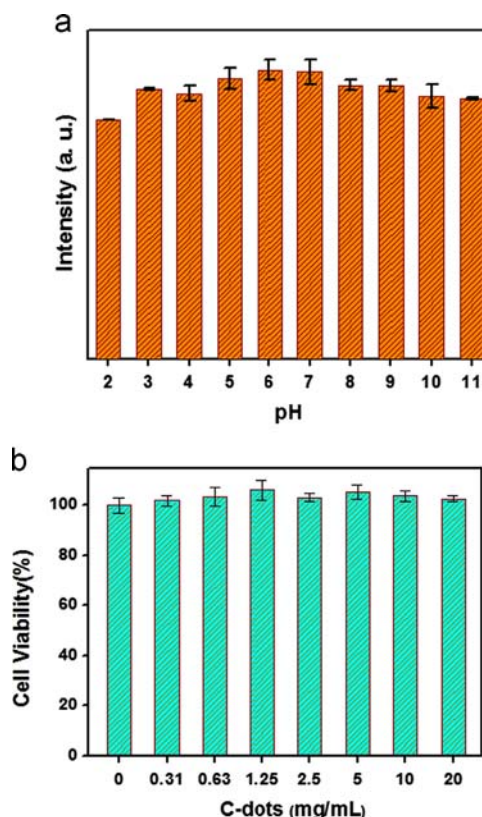 a
Intensity (a. u.)
2 3 4 5 6 7 8 9 10 11
pH
b
Cell Viability(%)
100
80
60
40
20
0
0 0.31 0.63 1.25 2.5 5 10 20
C-dots (mg/mL)